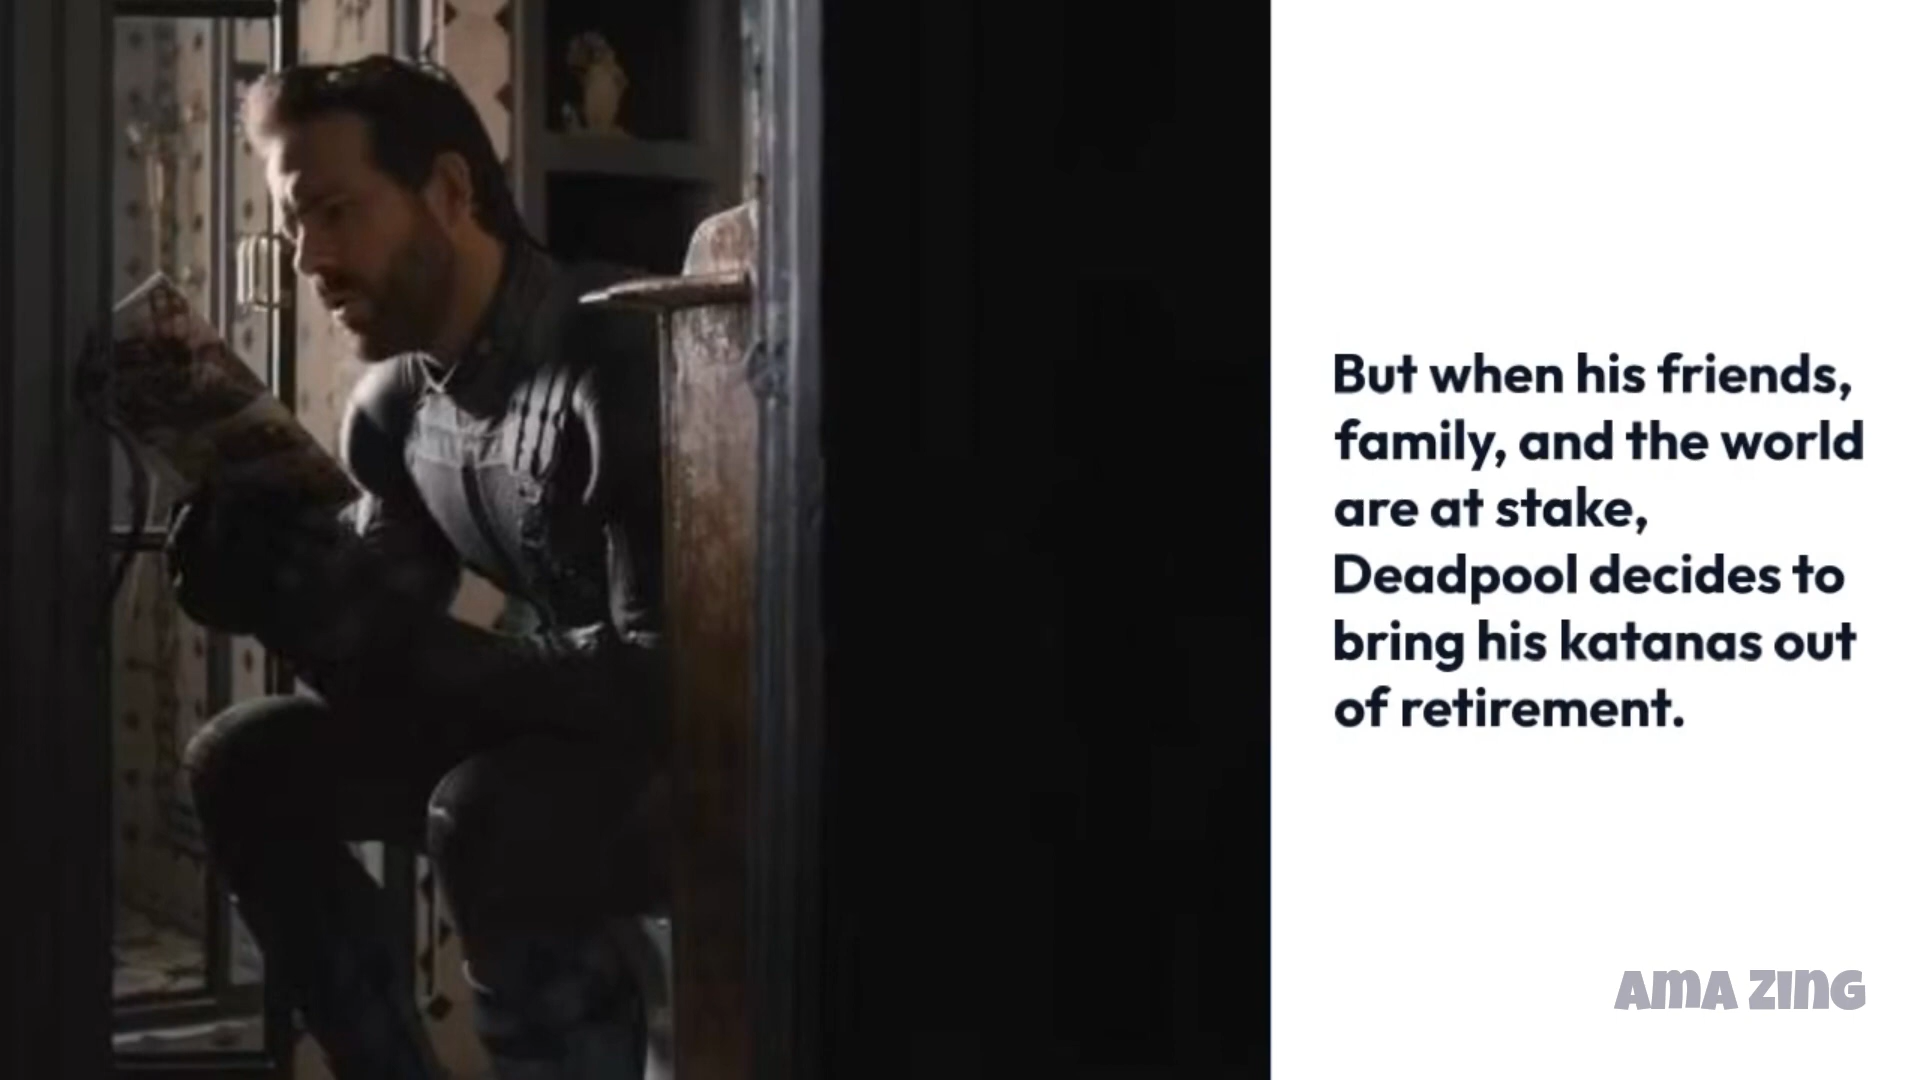 But when his friends,
family, and the world
are at stake,
Deadpool decides to
bring his katanas out
of retirement.
AMA ZING